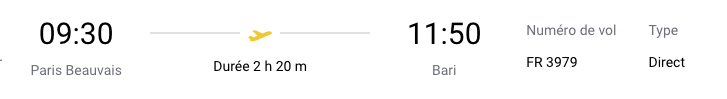 09:30
Paris Beauvais
Durée 2 h 20 m
11:50
Bari
Numéro de vol
FR 3979
Type
Direct